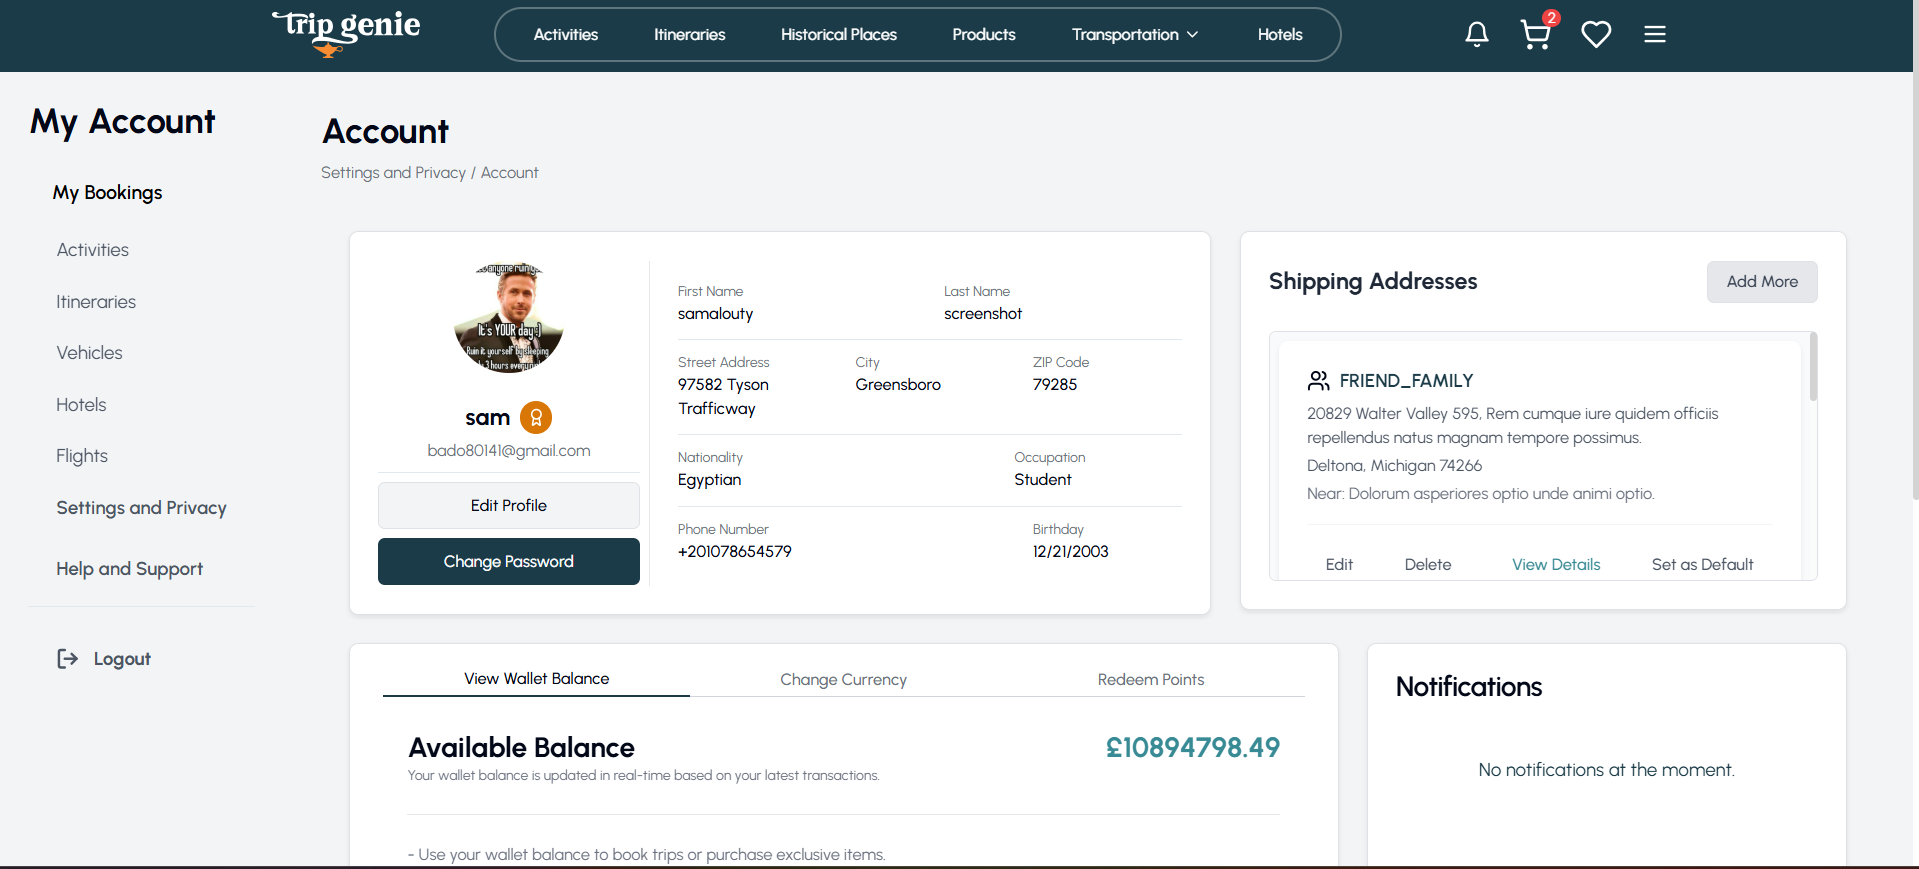 trip genie
Activities
Itineraries
Historical Places
Products
Transportation
Hotels
2
My Account
My Bookings
Activities
Itineraries
Vehicles
Hotels
Flights
Settings and Privacy
Help and Support
Logout
Account
Settings and Privacy / Account
anyone ruin
It's YOUR day :)
Ruin it yourself by sleeping
3 hours
sam
bado80141@gmail.com
Edit Profile
Change Password
First Name
samalouty
Last Name
screenshot
Street Address
97582 Tyson
Trafficway
City
Greensboro
ZIP Code
79285
Nationality
Egyptian
Occupation
Student
Phone Number
+201078654579
Birthday
12/21/2003
Shipping Addresses
Add More
FRIEND_FAMILY
20829 Walter Valley 595, Rem cumque iure quidem officiis
repellendus natus magnam tempore possimus.
Deltona, Michigan 74266
Near: Dolorum asperiores optio unde animi optio.
Edit
Delete
View Details
Set as Default
View Wallet Balance
Change Currency
Redeem Points
Available Balance
£10894798.49
Your wallet balance is updated in real-time based on your latest transactions.
- Use your wallet balance to book trips or purchase exclusive items.
Notifications
No notifications at the moment.